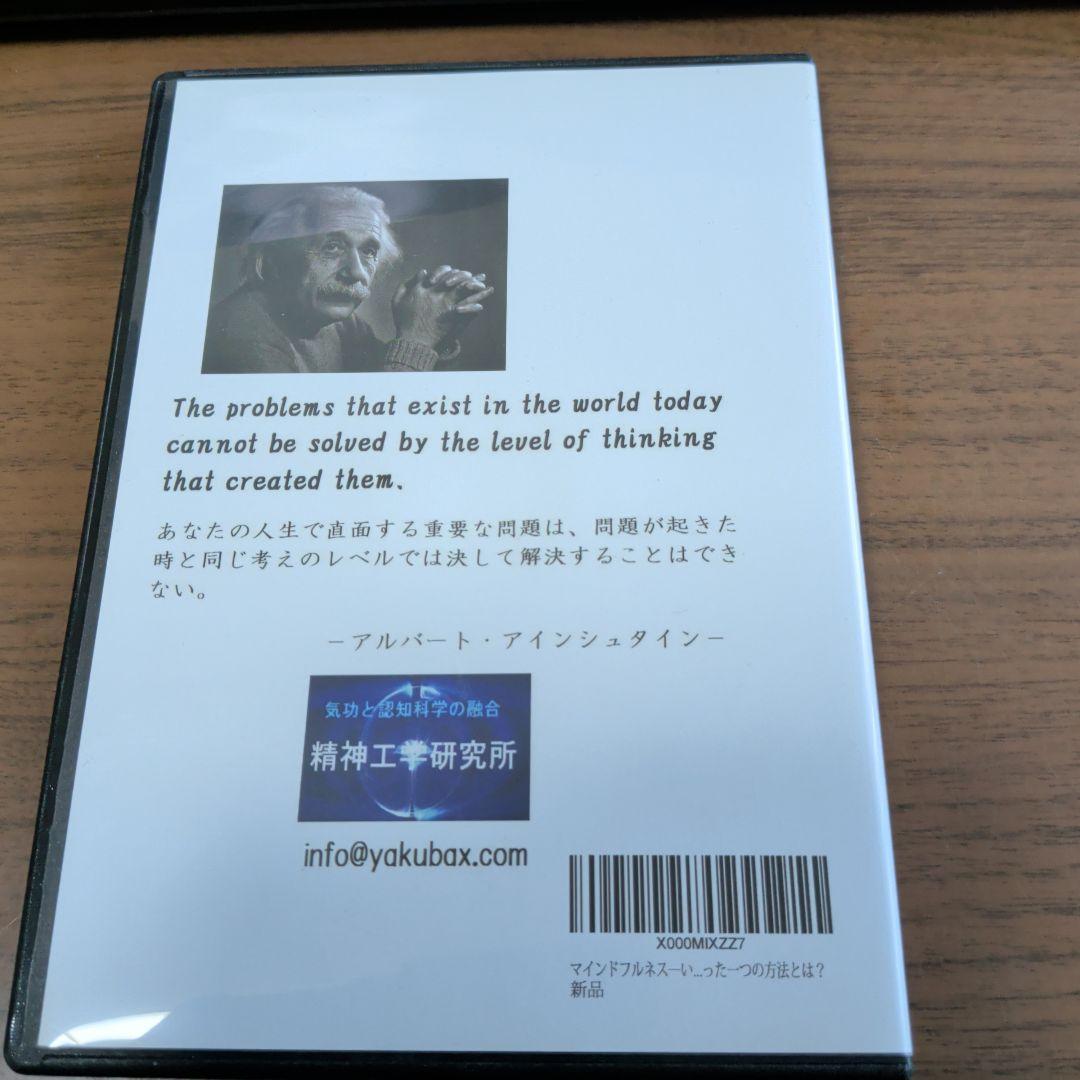 The problems that exist in the world today
cannot be solved by the level of thinking
that created them.
あなたの人生で直面する重要な問題は、問題が起きた
時と同じ考えのレベルでは決して解決することはでき
ない。
－アルバート・アインシュタイン－
気功と認知科学の融合
精神工学研究所
info@yakubax.com
X000MIXZZ7
マインドフルネス―い...った一つの方法とは？
新品